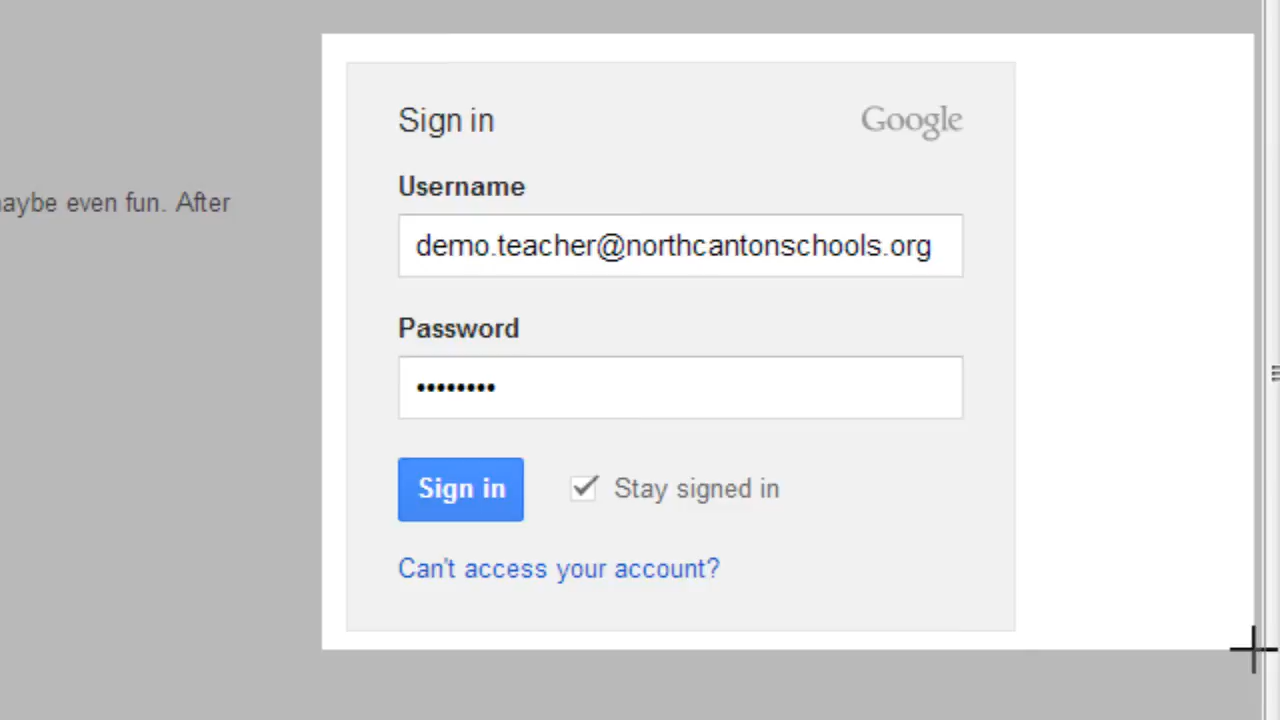 Sign in
Google
Username
aybe even fun. After
demo.teacher@northcantonschools.org
Password
••••••••
Sign in
Stay signed in
Can't access your account?